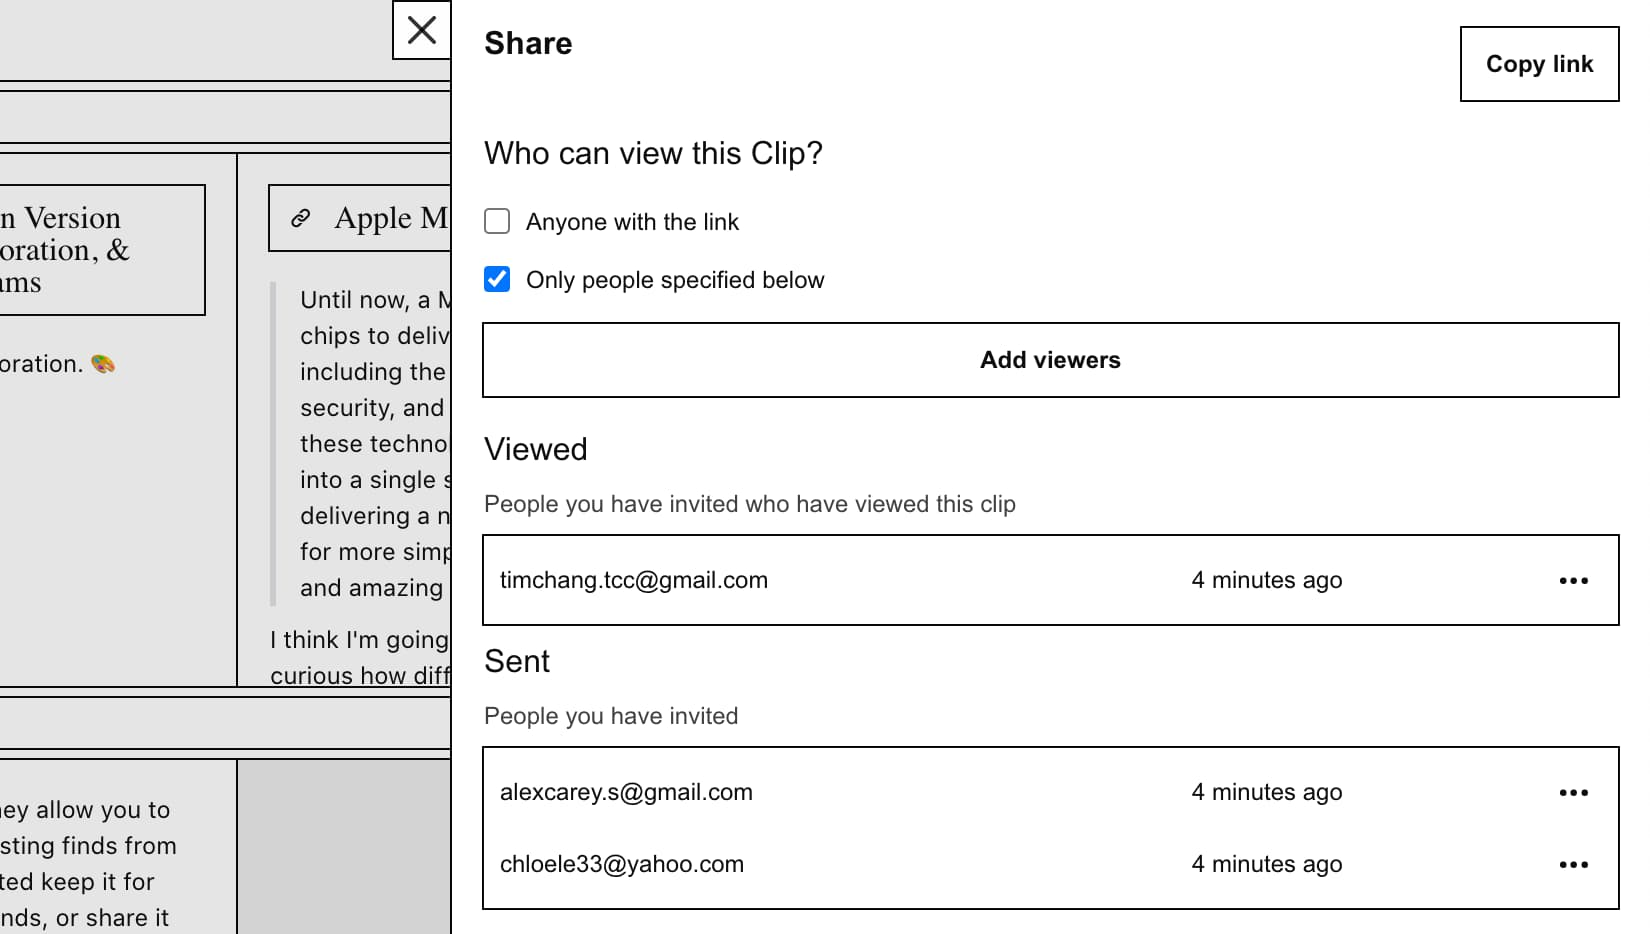 Share
Copy link
Who can view this Clip?
Anyone with the link
Only people specified below
Add viewers
Viewed
People you have invited who have viewed this clip
timchang.tcc@gmail.com 4 minutes ago
Sent
People you have invited
alexcarey.s@gmail.com 4 minutes ago
chloele33@yahoo.com 4 minutes ago
n Version
oration, &
ams
oration. 🎨
Apple M
Until now, a M
chips to deliv
including the
security, and
these techno
into a single s
delivering a n
for more simp
and amazing
I think I'm going
curious how diff
ey allow you to
sting finds from
ted keep it for
nds, or share it